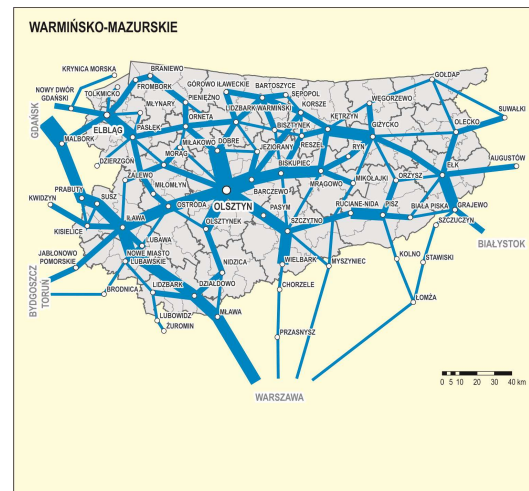 WARMIŃSKO-MAZURSKIE
KRYNICA MORSKA
BRANIEWO
GOŁDAP
NOWY DWÓR
GDAŃSKI
TOLKMICKO
FROMBORK
GÓROWO IŁAWECKIE
BARTOSZYCE
PIENIĘŻNO
SĘPOPOL
WĘGORZEWO
MŁYNARY
LIDZBARK
WARMIŃSKI
KORSZE
SUWAŁKI
GDAŃSK
ELBLĄG
PASŁĘK
ORNETA
BISZTYNEK
KĘTRZYN
GIŻYCKO
OLECKO
MALBORK
MIŁAKOWO
DOBRE
JEZIORANY
RESZEL
RYN
DZIERZGOŃ
MORĄG
BISKUPIEC
EŁK
AUGUSTÓW
ZALEWO
MIKOŁAJKI
ORZYSZ
PRABUTY
MIŁOMŁYN
BARCZEWO
MRĄGOWO
KWIDZYN
SUSZ
OSTRÓDA
OLSZTYN
PASYM
RUCIANE-NIDA
PISZ
BIAŁA PISKA
GRAJEWO
KISIELICE
IŁAWA
OLSZTYNEK
SZCZYTNO
SZCZUCZYN
BIAŁYSTOK
JABŁONOWO
POMORSKIE
LUBAWA
NOWE MIASTO
LUBAWSKIE
NIDZICA
WIELBARK
MYSZYNIEC
KOLNO
STAWISKI
BYDGOSZCZ
TORUŃ
BRODNICA
LIDZBARK
DZIAŁDOWO
CHORZELE
ŁOMŻA
LUBOWIDZ
MŁAWA
ŻUROMIN
PRZASNYSZ
0 5 10 20 30 40 km
WARSZAWA